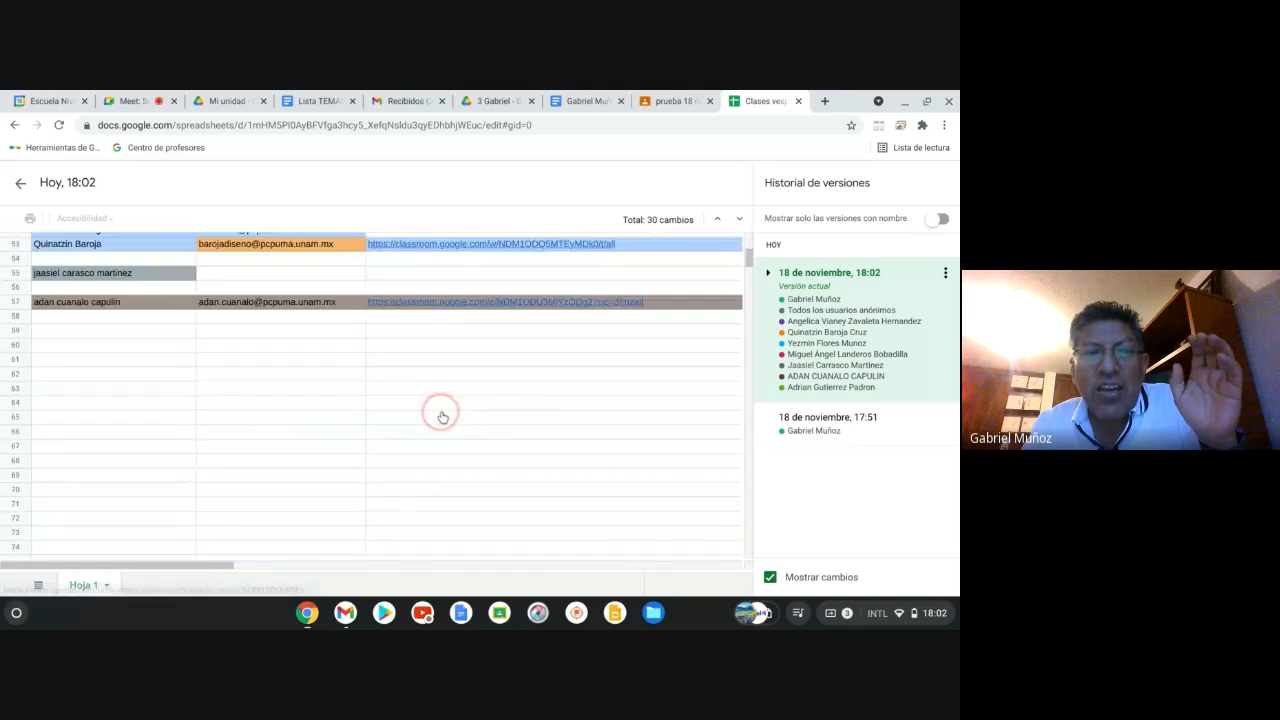 Escuela Niv
Meet: S
Mi unidad -
Lista TEMA
Recibidos (2
3 Gabriel - E
Gabriel Mu
prueba 18 n
Clases vesp
docs.google.com/spreadsheets/d/
Herramientas de G...
Centro de profesores
Lista de lectura
Hoy, 18:02
Historial de versiones
Accesibilidad
Total: 30 cambios
Mostrar solo las versiones con nombre
HOY
53 Quinatzin Baroja barojadiseno@pcpuma.unam.mx
54
55 jaasiel carasco martinez
56
57 adan cuanalo capulin adan.cuanalo@pcpuma.unam.mx
58
59
60
61
62
63
64
65
66
67
68
69
70
71
72
73
74
18 de noviembre, 18:02
Versión actual
Gabriel Muñoz
Todos los usuarios anónimos
Angelica Vianey Zavaleta Hernandez
Quinatzin Baroja Cruz
Yezmin Flores Munoz
Miguel Ángel Landeros Bobadilla
Jaasiel Carrasco Martinez
ADAN CUANALO CAPULIN
Adrian Gutierrez Padron
18 de noviembre, 17:51
Gabriel Muñoz
Hoja 1
Mostrar cambios
3 INTL 18:02
Gabriel Muñoz